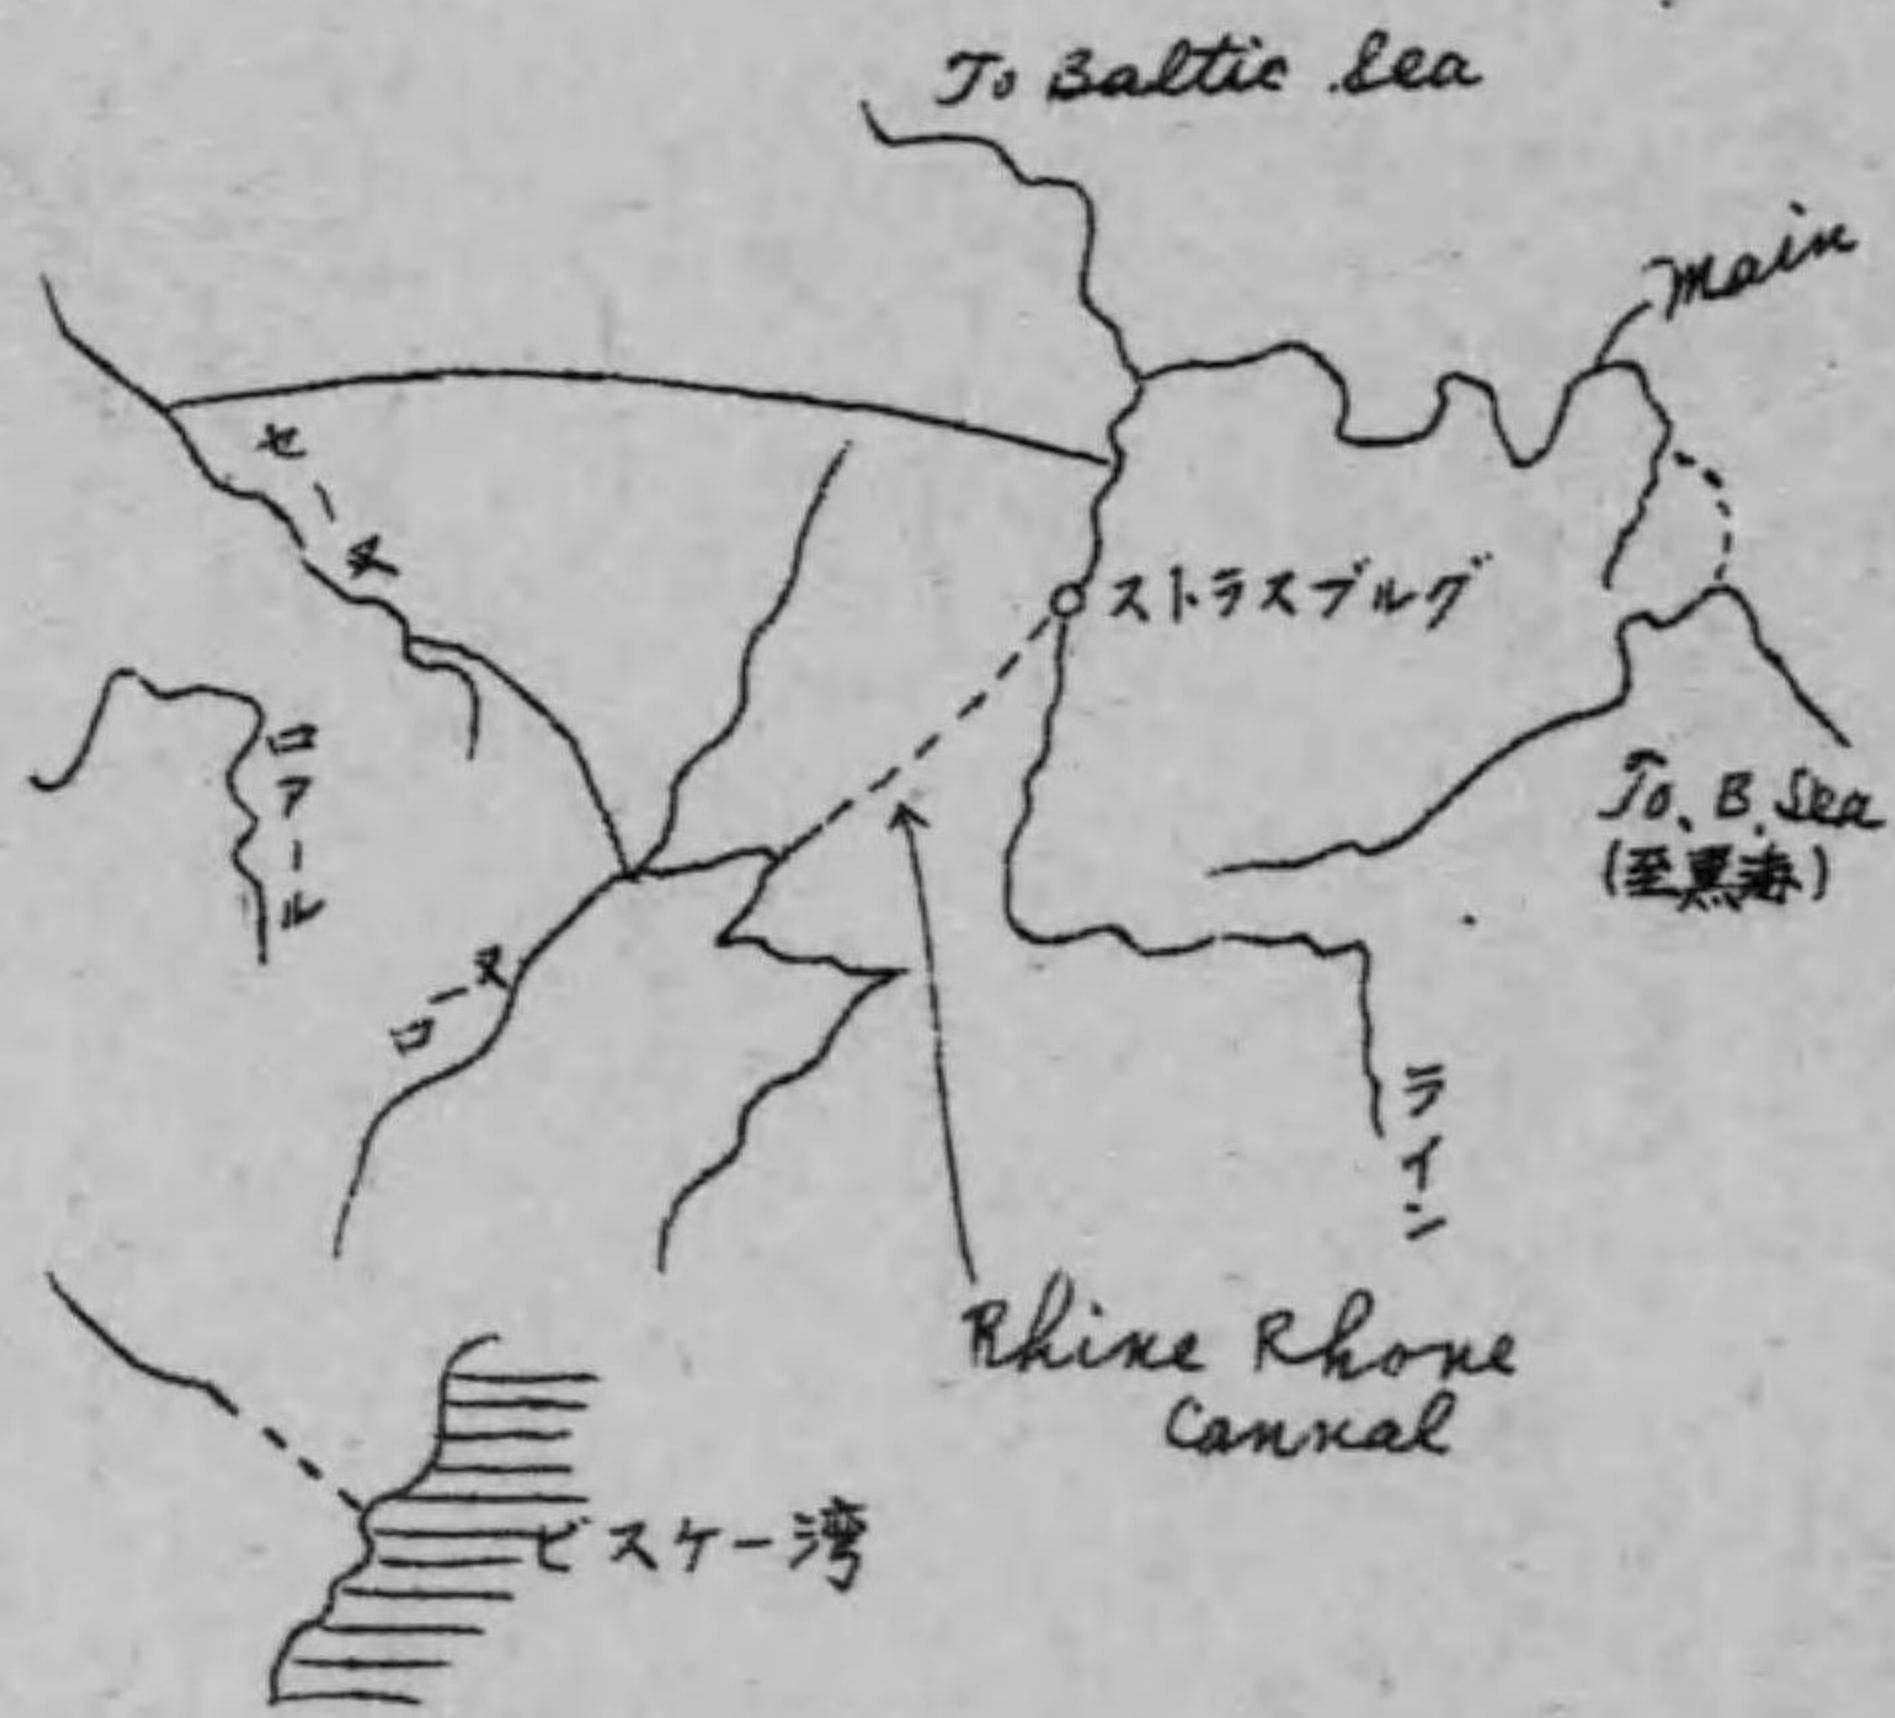 To Baltic Sea
Main
セーヌ
ストラスブルグ
ロアール
To. B. Sea
(至黒海)
ローヌ
ライン
Rhine Rhone
Cannal
ビスケー湾